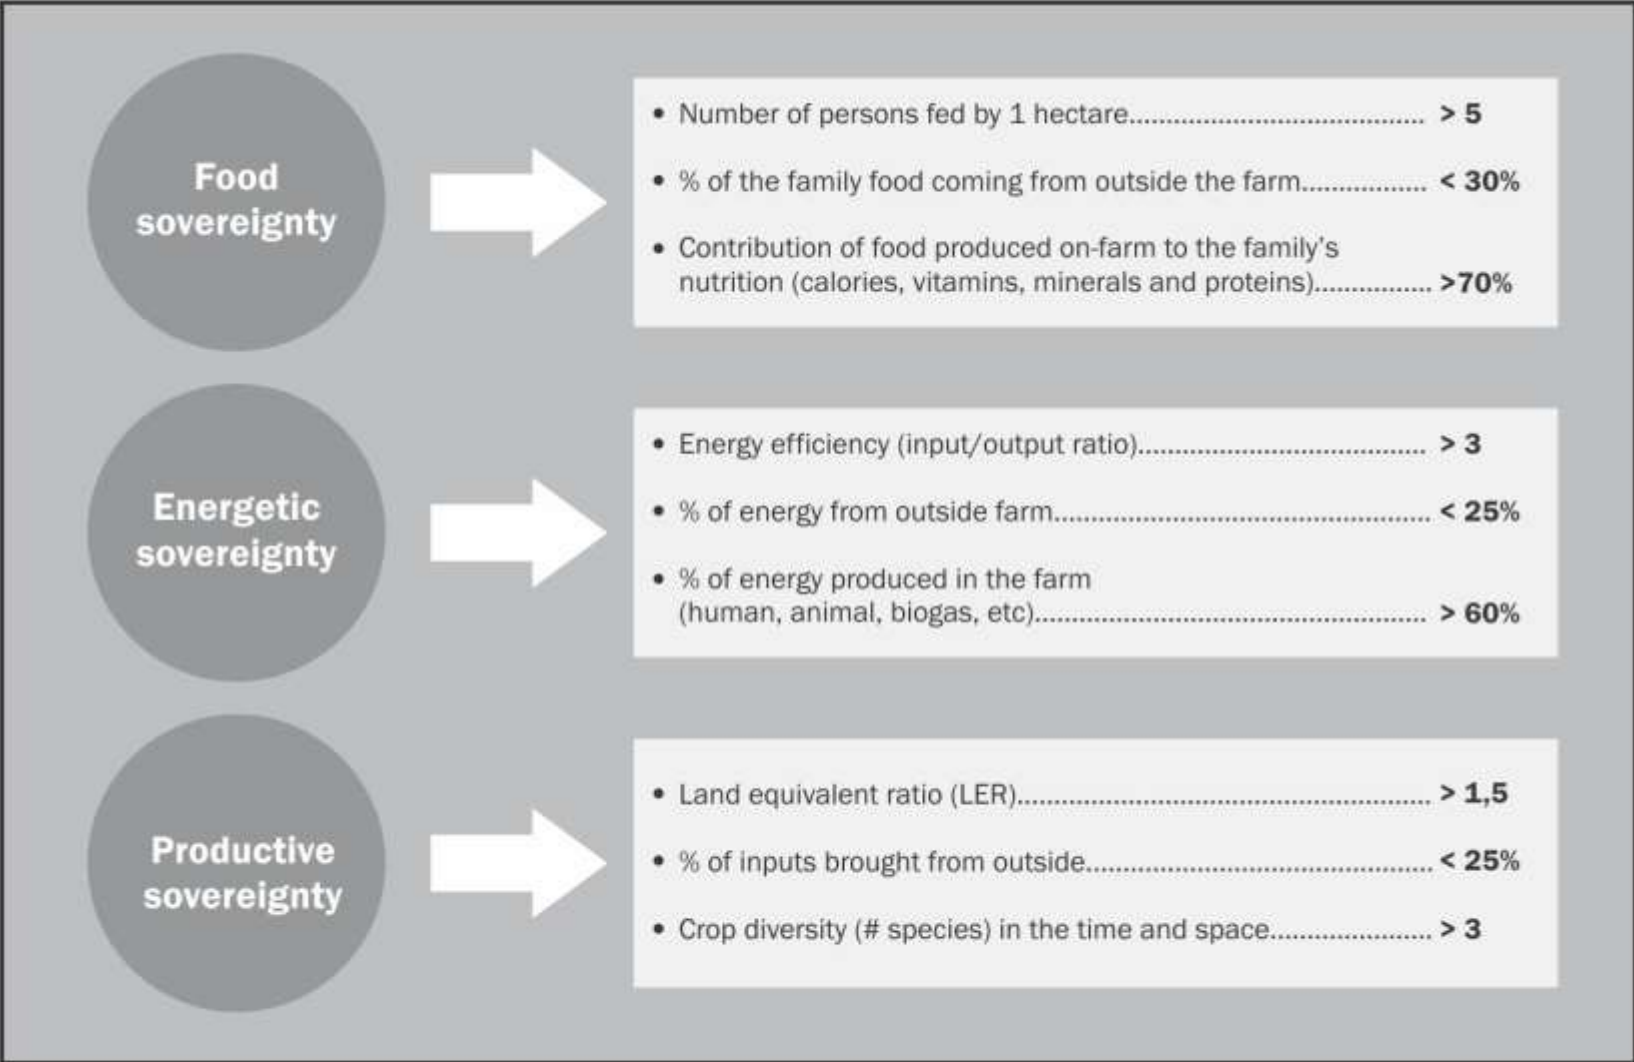 Food
sovereignty
• Number of persons fed by 1 hectare........................................ > 5
• % of the family food coming from outside the farm................. < 30%
• Contribution of food produced on-farm to the family's
nutrition (calories, vitamins, minerals and proteins)................ >70%
Energetic
sovereignty
• Energy efficiency (input/output ratio)....................................... > 3
• % of energy from outside farm................................................... < 25%
• % of energy produced in the farm
(human, animal, biogas, etc)..................................................... > 60%
Productive
sovereignty
• Land equivalent ratio (LER)........................................................ > 1,5
• % of inputs brought from outside............................................... < 25%
• Crop diversity (# species) in the time and space...................... > 3